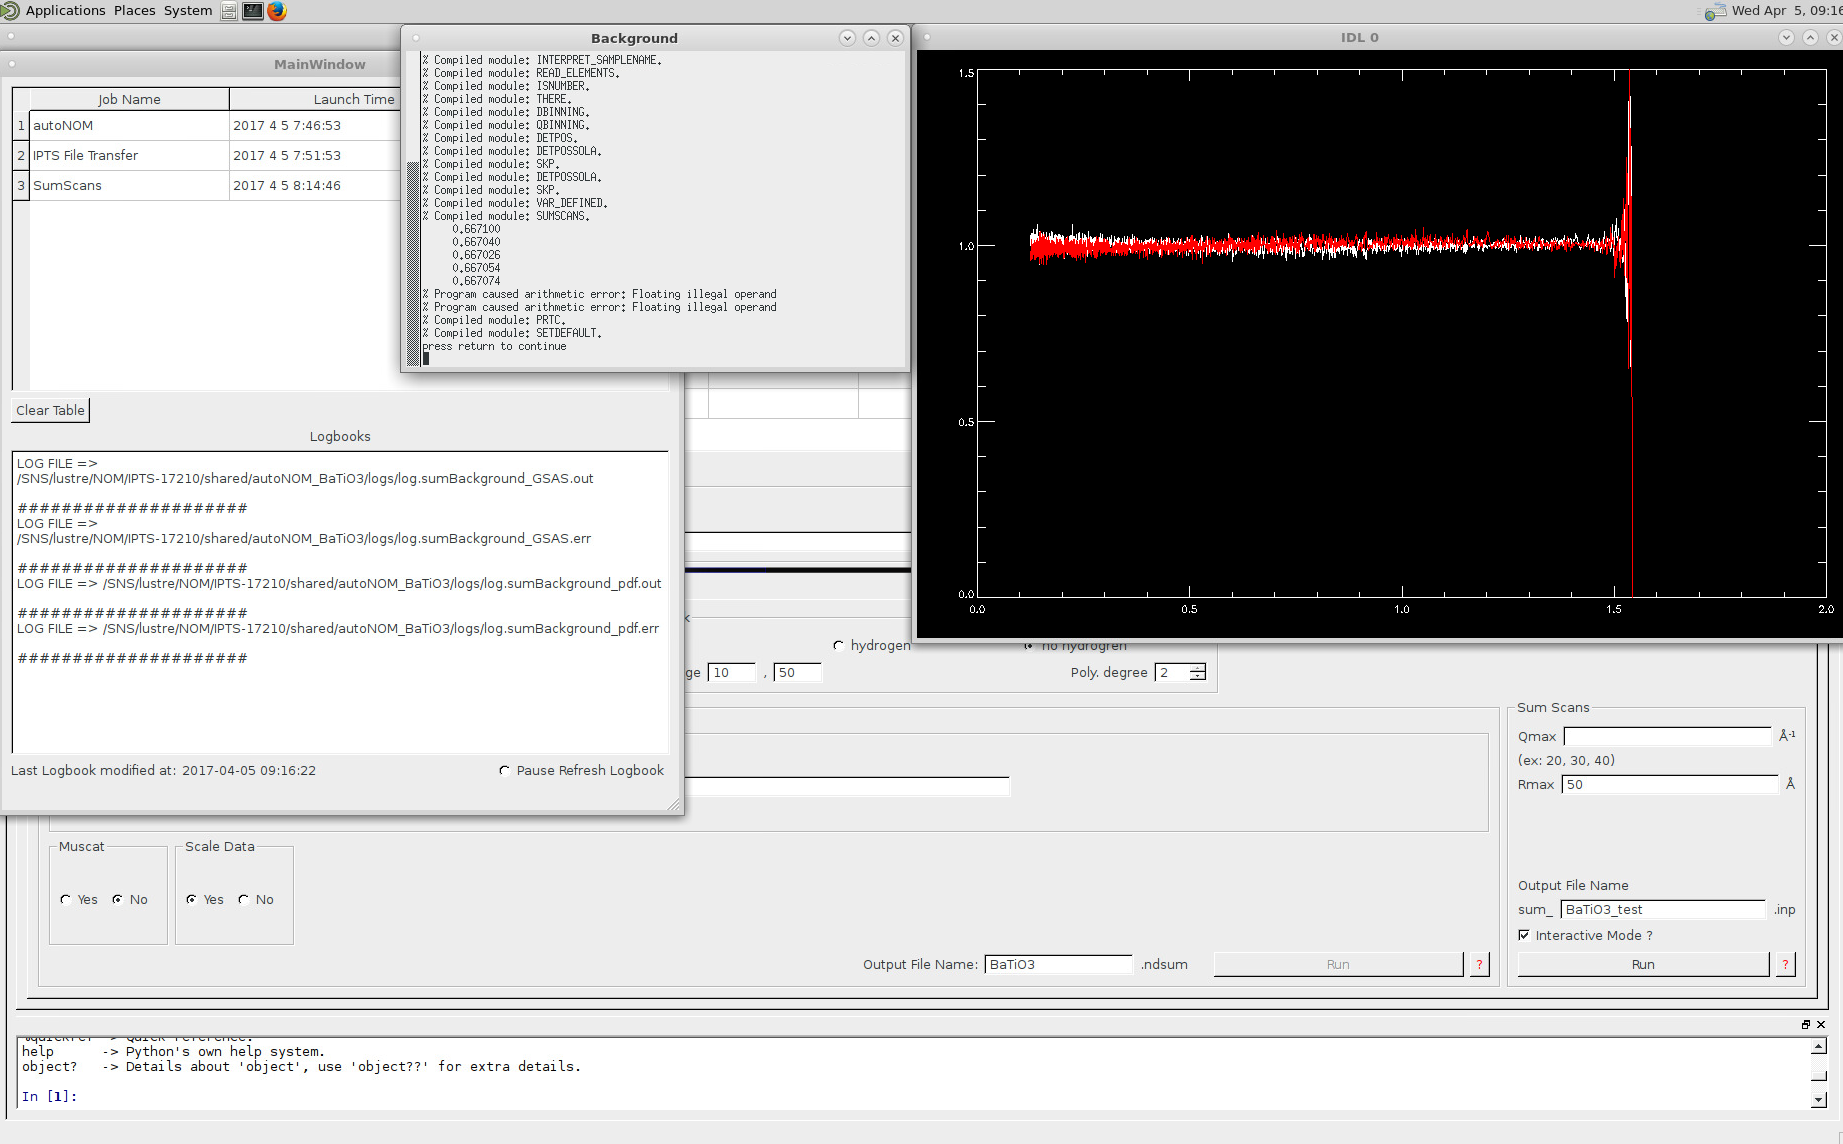 Applications Places System
Wed Apr 5, 09:16
MainWindow
Job Name Launch Time
1 autoNOM 2017 4 5 7:46:53
2 IPTS File Transfer 2017 4 5 7:51:53
3 SumScans 2017 4 5 8:14:46
Clear Table
Logbooks
LOG FILE =>
/SNS/lustre/NOM/IPTS-17210/shared/autoNOM_BaTiO3/logs/log.sumBackground_GSAS.out
#####################
LOG FILE =>
/SNS/lustre/NOM/IPTS-17210/shared/autoNOM_BaTiO3/logs/log.sumBackground_GSAS.err
#####################
LOG FILE => /SNS/lustre/NOM/IPTS-17210/shared/autoNOM_BaTiO3/logs/log.sumBackground_pdf.out
#####################
LOG FILE => /SNS/lustre/NOM/IPTS-17210/shared/autoNOM_BaTiO3/logs/log.sumBackground_pdf.err
#####################
Last Logbook modified at: 2017-04-05 09:16:22
Pause Refresh Logbook
Background
% Compiled module: INTERPRET_SAMPLENAME.
% Compiled module: READ_ELEMENTS.
% Compiled module: ISNUMBER.
% Compiled module: THERE.
% Compiled module: DBINNING.
% Compiled module: QBINNING.
% Compiled module: DETPOS.
% Compiled module: DETPOSSOLA.
% Compiled module: SKP.
% Compiled module: DETPOSSOLA.
% Compiled module: SKP.
% Compiled module: VAR_DEFINED.
% Compiled module: SUMSCANS.
0.667100
0.667040
0.667026
0.667054
0.667074
% Program caused arithmetic error: Floating illegal operand
% Program caused arithmetic error: Floating illegal operand
% Compiled module: PRTC.
% Compiled module: SETDEFAULT.
press return to continue
IDL 0
1.5
1.0
0.5
0.0
0.0 0.5 1.0 1.5 2.0
hydrogen no hydrogren
ge 10 , 50 Poly. degree 2
Sum Scans
Qmax Å-1
(ex: 20, 30, 40)
Rmax 50 Å
Output File Name
sum_ BaTiO3_test .inp
Interactive Mode ?
Run ?
Muscat
Yes No
Scale Data
Yes No
Output File Name: BaTiO3 .ndsum Run ?
help -> Python's own help system.
object? -> Details about 'object', use 'object??' for extra details.
In [1]: